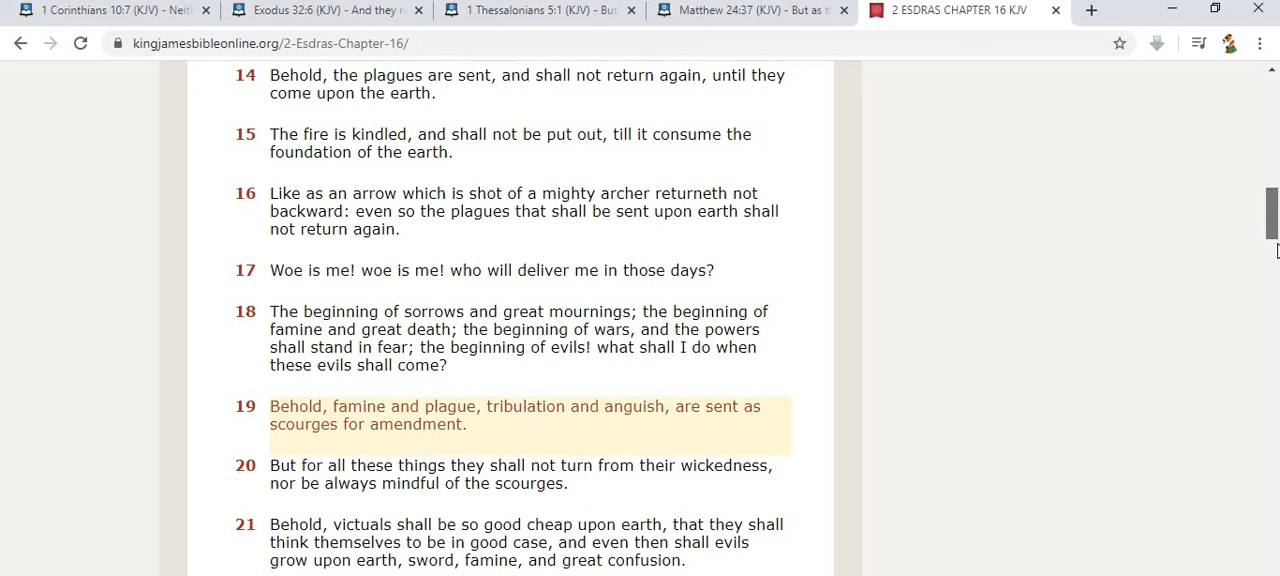 1 Corinthians 10:7 (KJV) - Neit
Exodus 32:6 (KJV) - And they r
1 Thessalonians 5:1 (KJV) - But
Matthew 24:37 (KJV) - But as t
2 ESDRAS CHAPTER 16 KJV
kingjamesbibleonline.org/2-Esdras-Chapter-16/
14 Behold, the plagues are sent, and shall not return again, until they
come upon the earth.
15 The fire is kindled, and shall not be put out, till it consume the
foundation of the earth.
16 Like as an arrow which is shot of a mighty archer returneth not
backward: even so the plagues that shall be sent upon earth shall
not return again.
17 Woe is me! woe is me! who will deliver me in those days?
18 The beginning of sorrows and great mournings; the beginning of
famine and great death; the beginning of wars, and the powers
shall stand in fear; the beginning of evils! what shall I do when
these evils shall come?
19 Behold, famine and plague, tribulation and anguish, are sent as
scourges for amendment.
20 But for all these things they shall not turn from their wickedness,
nor be always mindful of the scourges.
21 Behold, victuals shall be so good cheap upon earth, that they shall
think themselves to be in good case, and even then shall evils
grow upon earth, sword, famine, and great confusion.